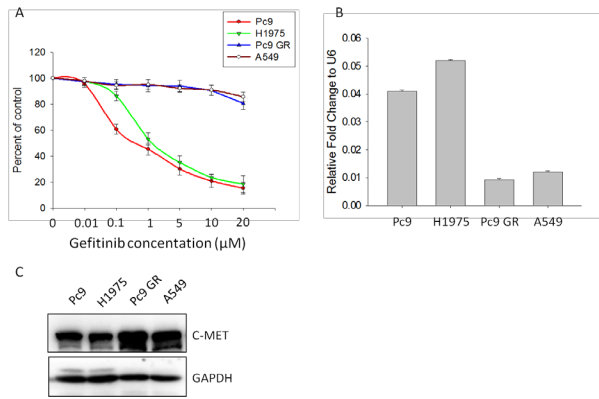 A
Pc9
H1975
Pc9 GR
A549
Percent of control
120
100
80
60
40
20
0
0 0.01 0.1 1 5 10 20
Gefitinib concentration (μM)
B
Relative Fold Change to U6
0.06
0.05
0.04
0.03
0.02
0.01
0.00
Pc9 H1975 Pc9 GR A549
C
Pc9 H1975 Pc9 GR A549
C-MET
GAPDH